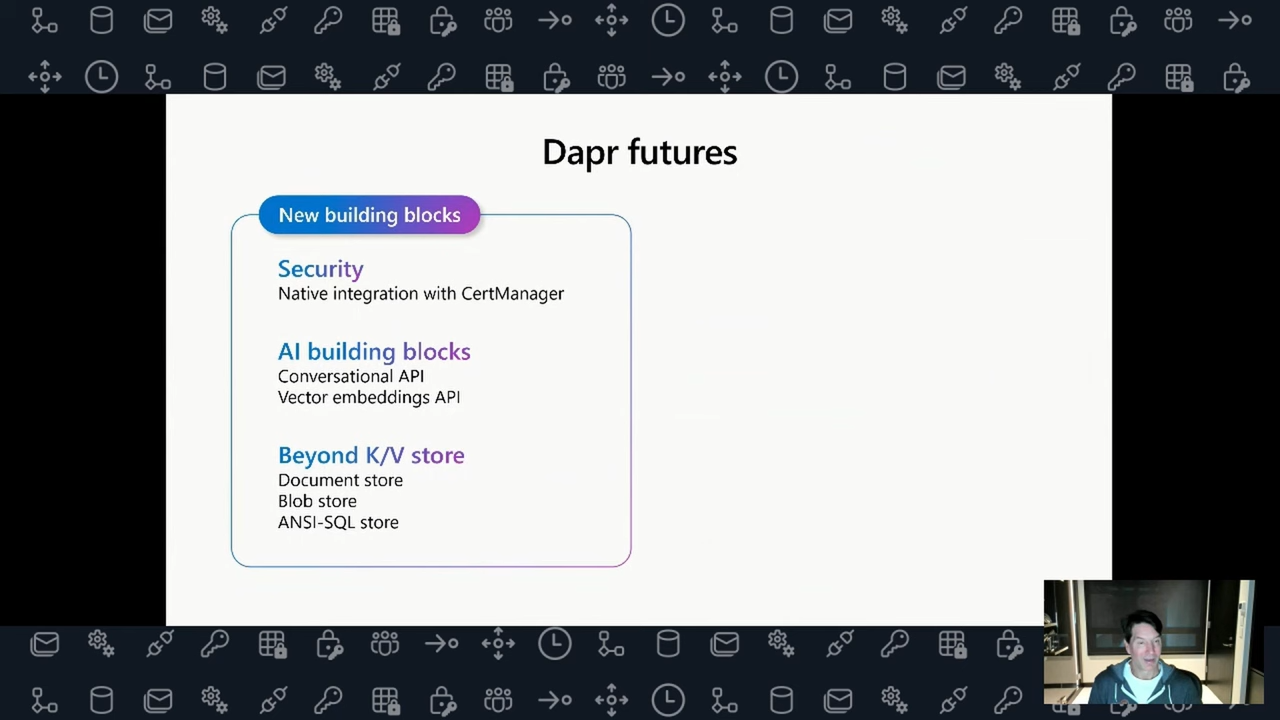 Dapr futures
New building blocks
Security
Native integration with CertManager
AI building blocks
Conversational API
Vector embeddings API
Beyond K/V store
Document store
Blob store
ANSI-SQL store